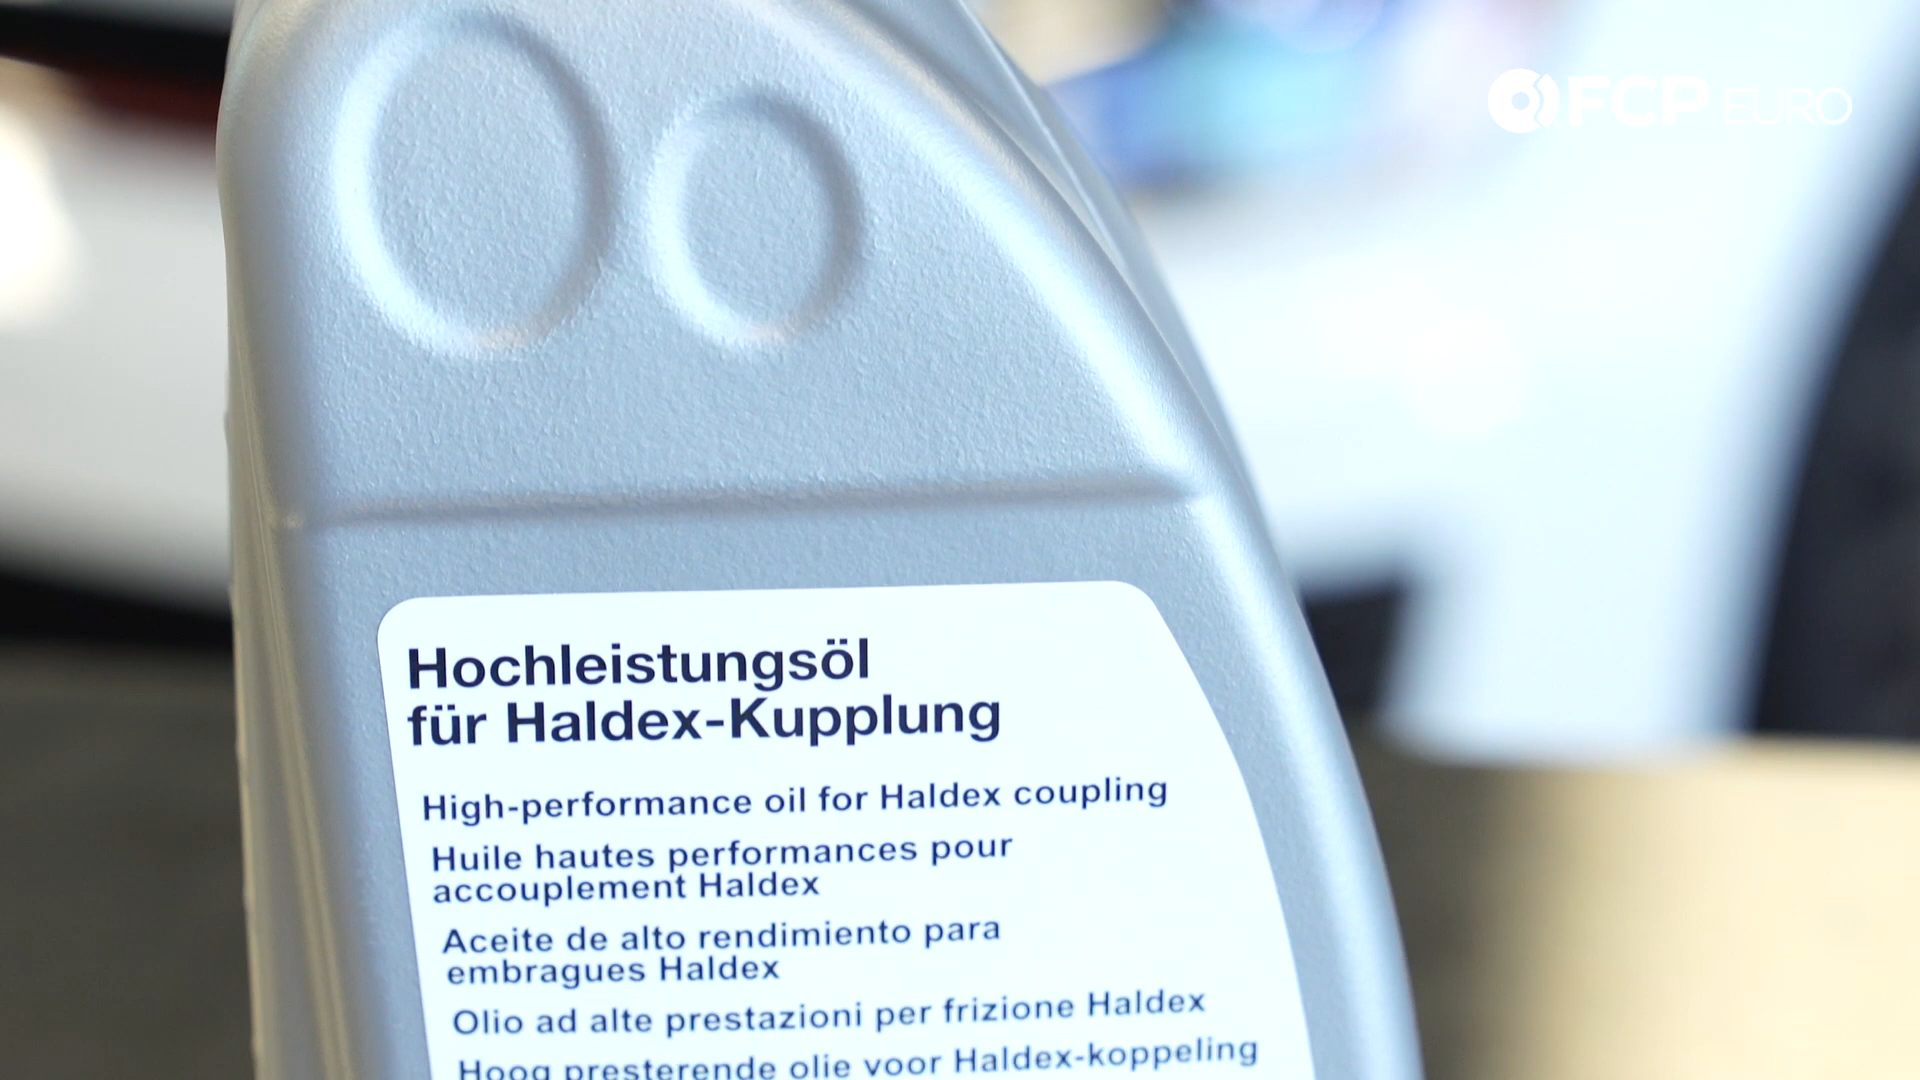 FCP EURO
Hochleistungsöl
für Haldex-Kupplung
High-performance oil for Haldex coupling
Huile hautes performances pour
accouplement Haldex
Aceite de alto rendimiento para
embragues Haldex
Olio ad alte prestazioni per frizione Haldex
Hoog presterende olie voor Haldex-koppeling